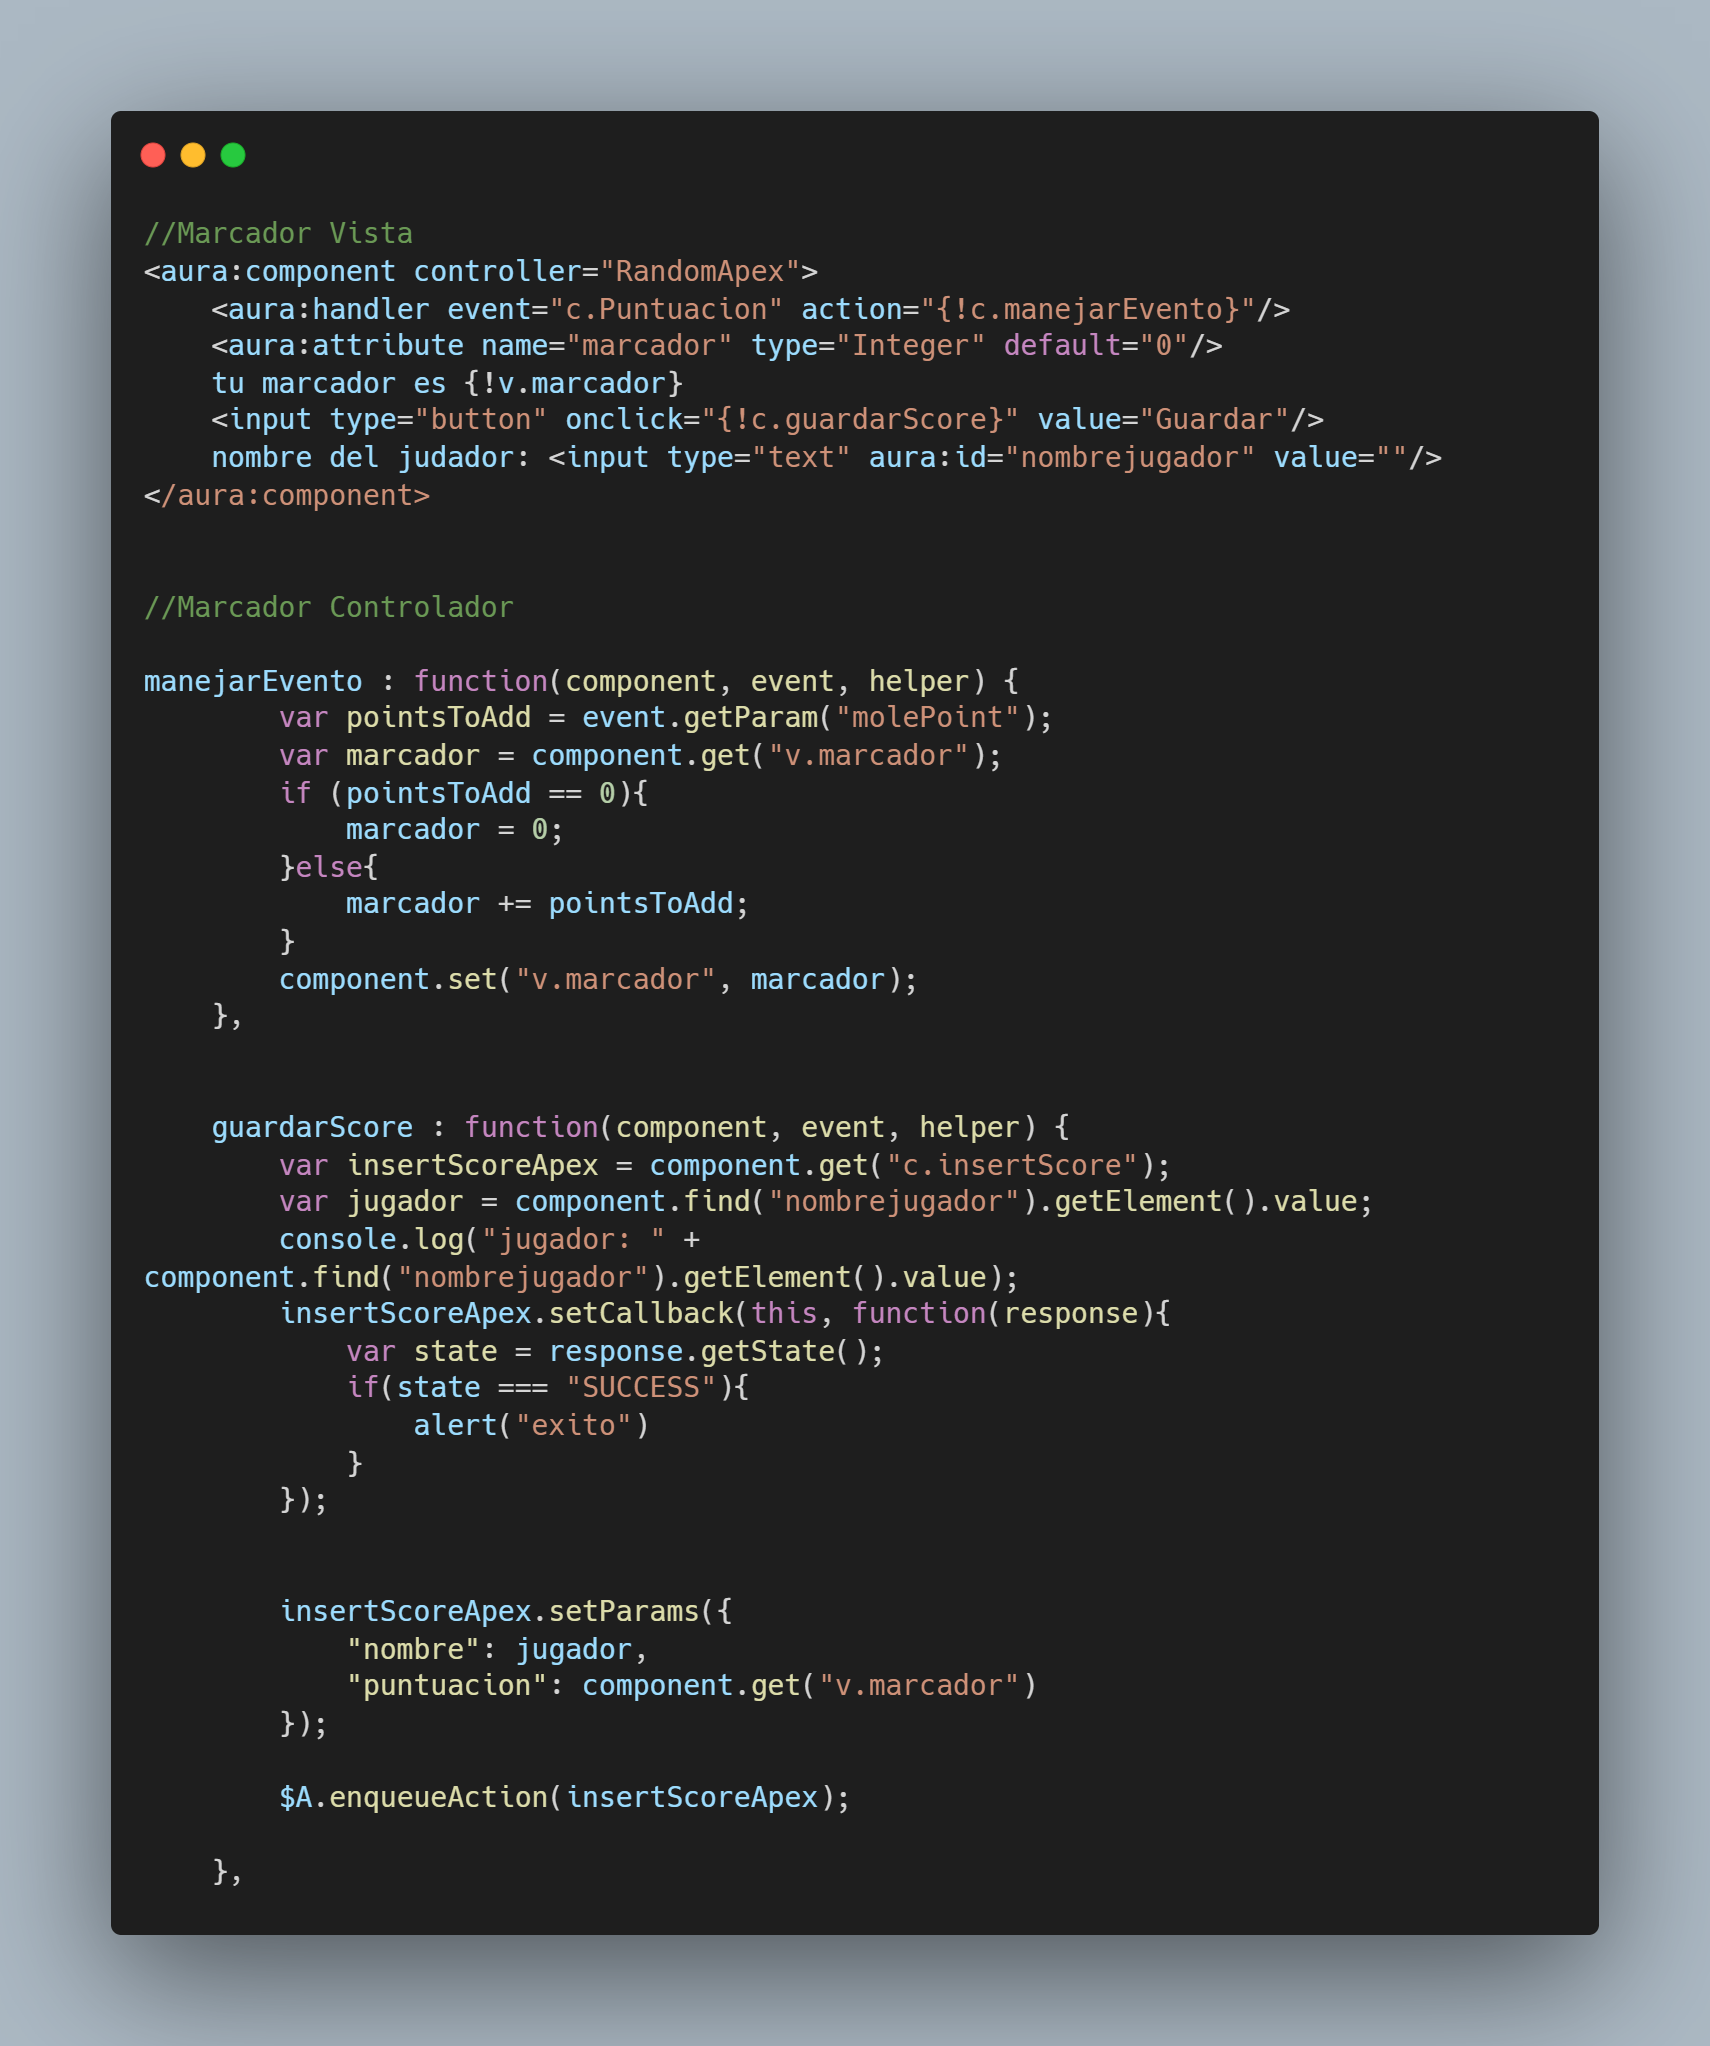 //Marcador Vista
<aura:component controller="RandomApex">
    <aura:handler event="c.Puntuacion" action="{!c.manejarEvento}"/>
    <aura:attribute name="marcador" type="Integer" default="0"/>
    tu marcador es {!v.marcador}
    <input type="button" onclick="{!c.guardarScore}" value="Guardar"/>
    nombre del judador: <input type="text" aura:id="nombrejugador" value=""/>
</aura:component>
//Marcador Controlador
manejarEvento : function(component, event, helper) {
        var pointsToAdd = event.getParam("molePoint");
        var marcador = component.get("v.marcador");
        if (pointsToAdd == 0){
            marcador = 0;
        }else{
            marcador += pointsToAdd;
        }
        component.set("v.marcador", marcador);
    },
    guardarScore : function(component, event, helper) {
        var insertScoreApex = component.get("c.insertScore");
        var jugador = component.find("nombrejugador").getElement().value;
        console.log("jugador: " +
component.find("nombrejugador").getElement().value);
        insertScoreApex.setCallback(this, function(response){
            var state = response.getState();
            if(state === "SUCCESS"){
                alert("exito")
            }
        });
        insertScoreApex.setParams({
            "nombre": jugador,
            "puntuacion": component.get("v.marcador")
        });
        $A.enqueueAction(insertScoreApex);
    },